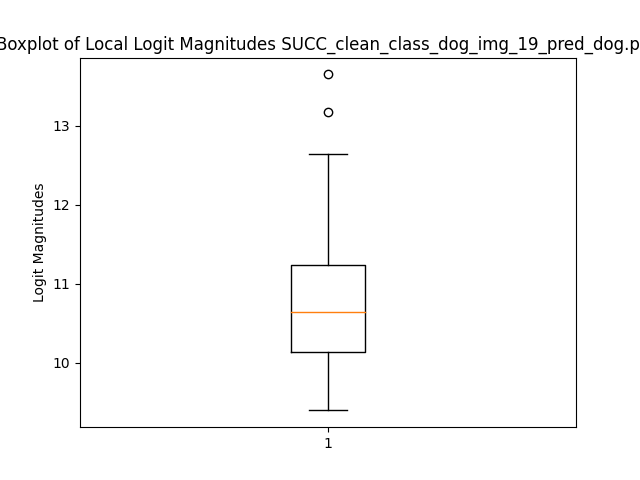 Boxplot of Local Logit Magnitudes SUCC_clean_class_dog_img_19_pred_dog.p
13
12
11
10
Logit Magnitudes
1